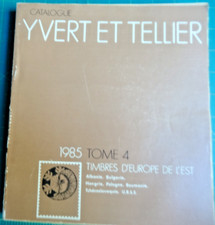 CATALOGUE
YVERT ET TELLIER
1985 TOME 4
TIMBRES D'EUROPE DE L'EST
Albanie, Bulgarie,
Hongrie, Pologne, Roumanie,
Tchécoslovaquie, U.R.S.S.